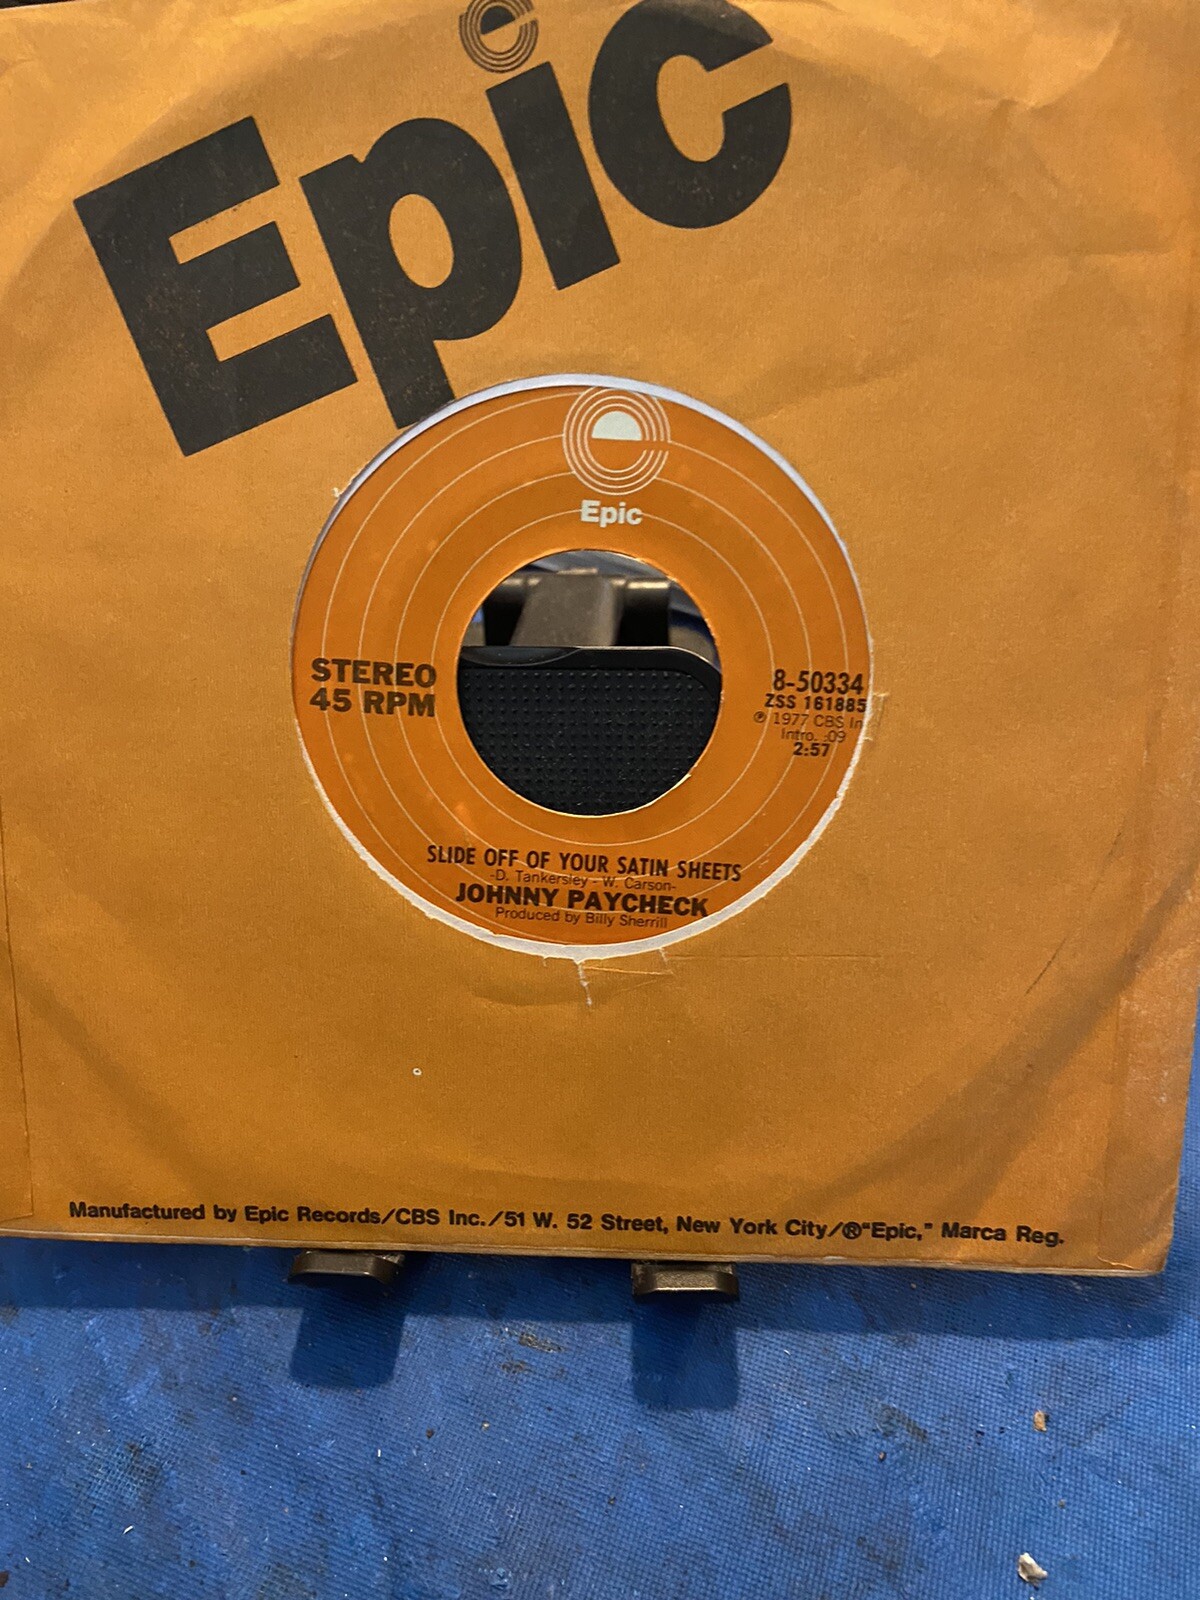 Epic
Epic
STEREO
45 RPM
8-50334
ZSS 161885
℗ 1977 CBS In
Intro. :09
2:57
SLIDE OFF OF YOUR SATIN SHEETS
-D. Tankersley - W. Carson-
JOHNNY PAYCHECK
Produced by Billy Sherrill
Manufactured by Epic Records/CBS Inc./51 W. 52 Street, New York City/®"Epic," Marca Reg.